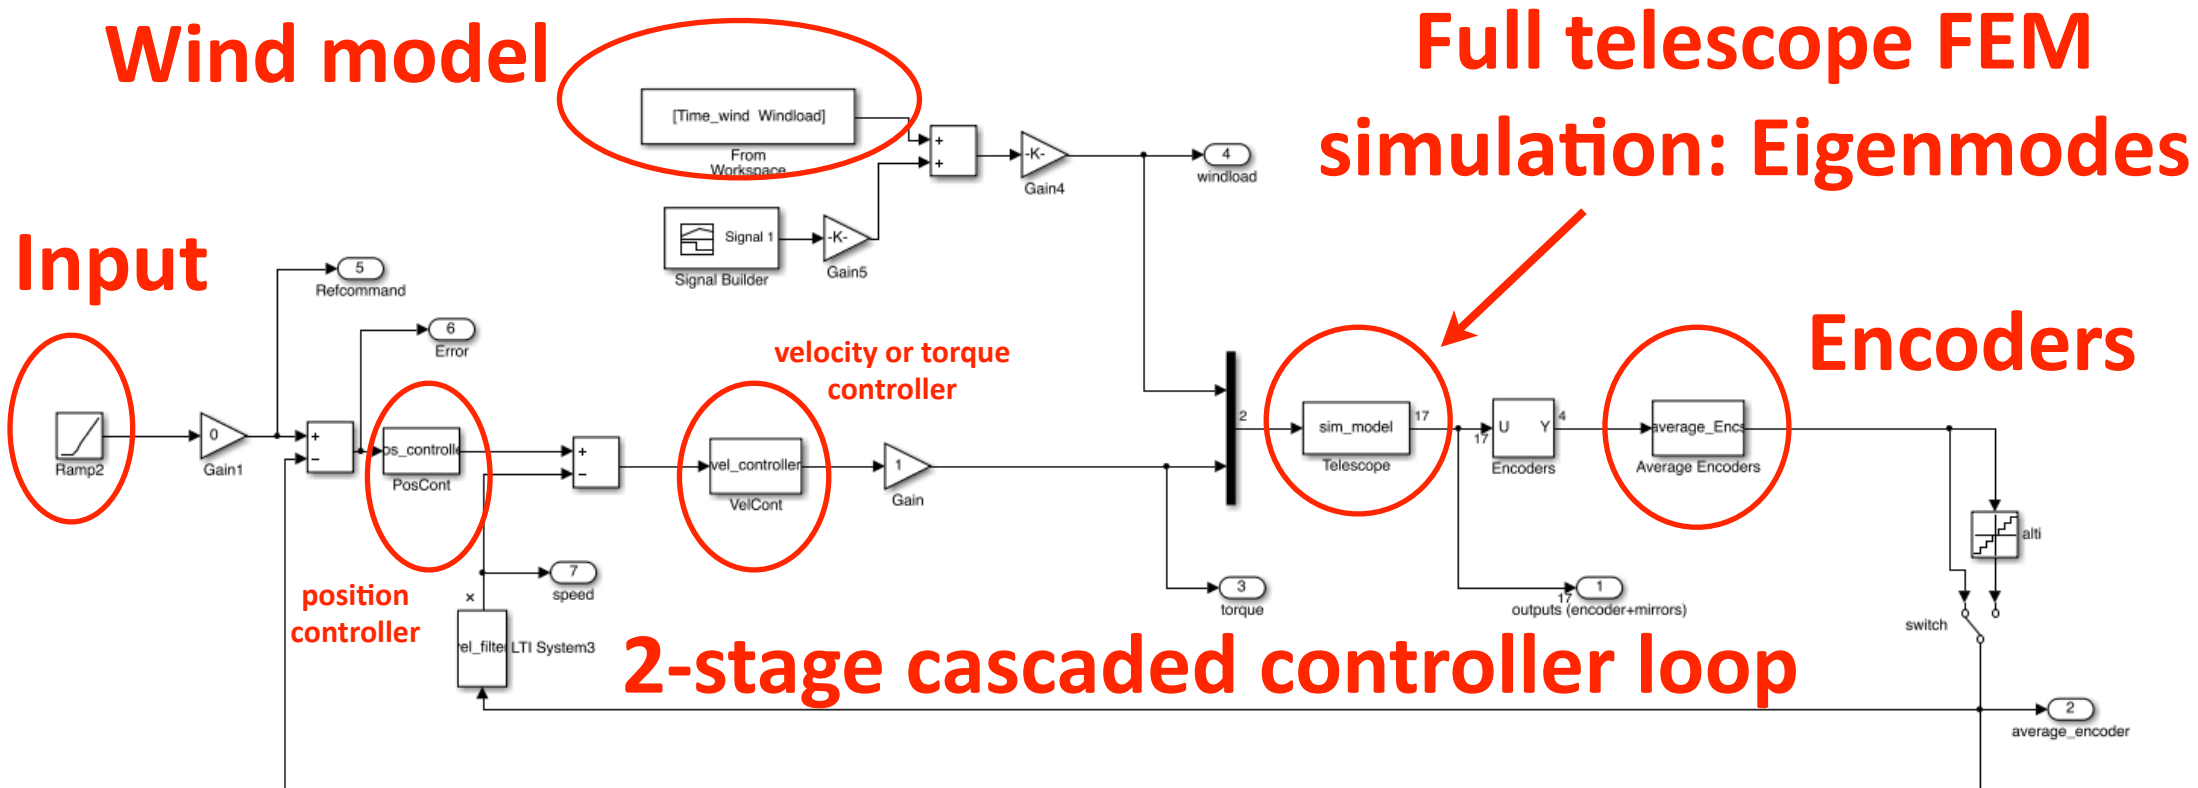 Wind model
Full telescope FEM
simulation: Eigenmodes
[Time_wind Windload]
From
Workspace
+
+
-K-
Gain4
4
windload
Signal 1
Signal Builder
-K-
Gain5
Input
5
Refcommand
6
Error
velocity or torque
controller
Encoders
Ramp2
0
Gain1
+
−
os_controlle
PosCont
+
−
vel_controller
VelCont
1
Gain
2
sim_model
17
Telescope
17
U Y
4
Encoders
average_Encs
Average Encoders
alti
switch
position
controller
7
speed
x
vel_filte
LTI System3
3
torque
1
17
outputs (encoder+mirrors)
2-stage cascaded controller loop
2
average_encoder